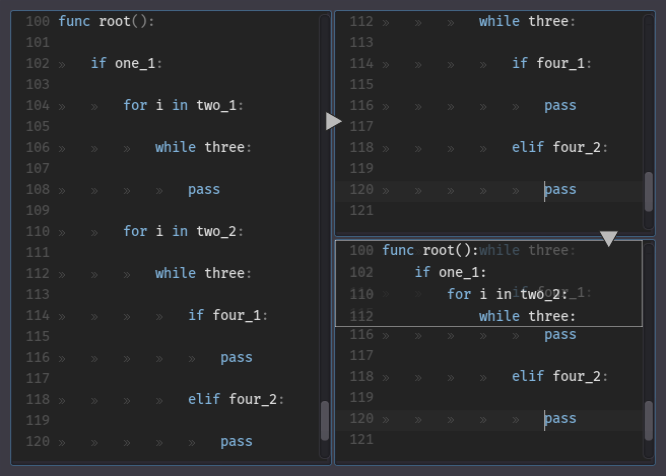 100 func root():
101
102 » if one_1:
103
104 » » for i in two_1:
105
106 » » » while three:
107
108 » » » » pass
109
110 » » for i in two_2:
111
112 » » » while three:
113
114 » » » » if four_1:
115
116 » » » » » pass
117
118 » » » » elif four_2:
119
120 » » » » » pass
112 » » » while three:
113
114 » » » » if four_1:
115
116 » » » » » pass
117
118 » » » » elif four_2:
119
120 » » » » » pass
121
100 func root():while three:
102 if one_1:
110 for i in two_2:
if four_1:
112 while three:
116 » » » » » pass
117
118 » » » » elif four_2:
119
120 » » » » » pass
121